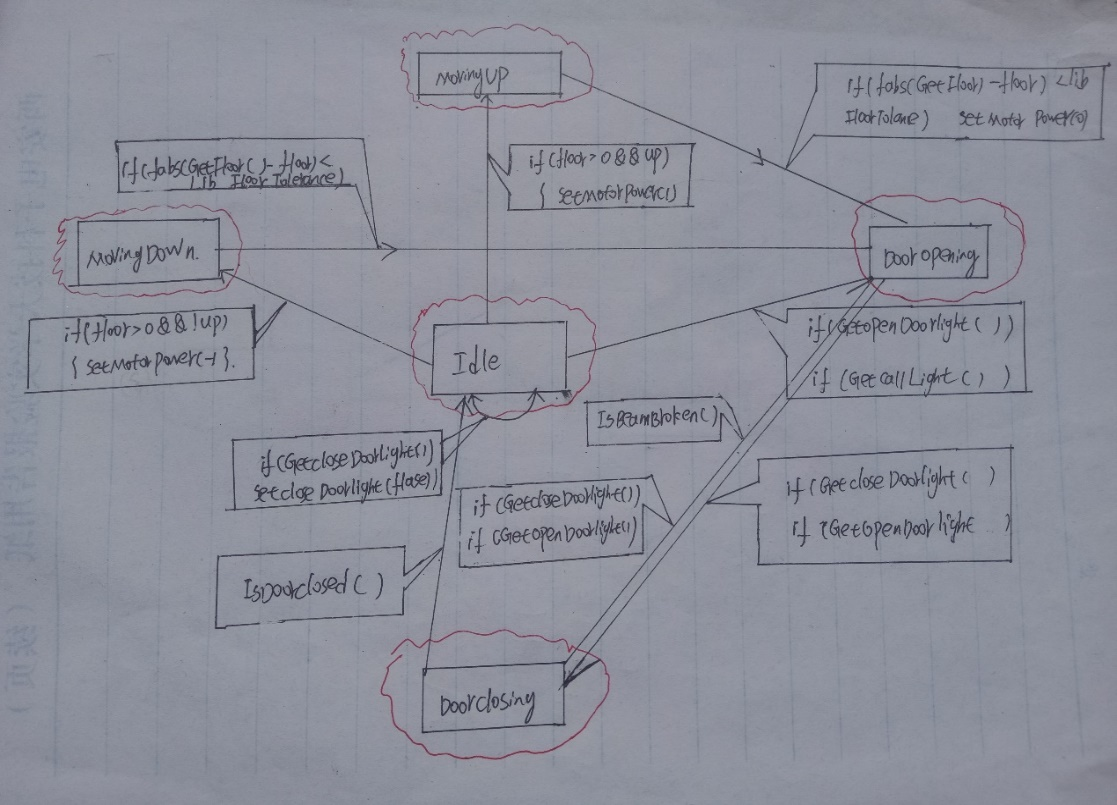 MovingUP
if(fabs(GetFloor)-floor) <lib
FloorTolane) setMotor Power(0)
if(fabs(GetFloor()-floor)<
Lib FloorTolerance)
if(floor>0&&up)
{ setMotorPower(1)
MovingDown.
DoorOpening
if(floor>0&&!up)
{ setMotorPower(-1}.
Idle
if(GetopenDoorlight())
if(GetcallLight()
IsBeamBroken()
if(GetcloseDoorlight()
setcloseDoorlight(flase)
if(GetcloseDoorlight())
if(GetopenDoorlight()
if(GetcloseDoorlight()
if(GetOpenDoorlight )
IsDoorclosed()
Doorclosing